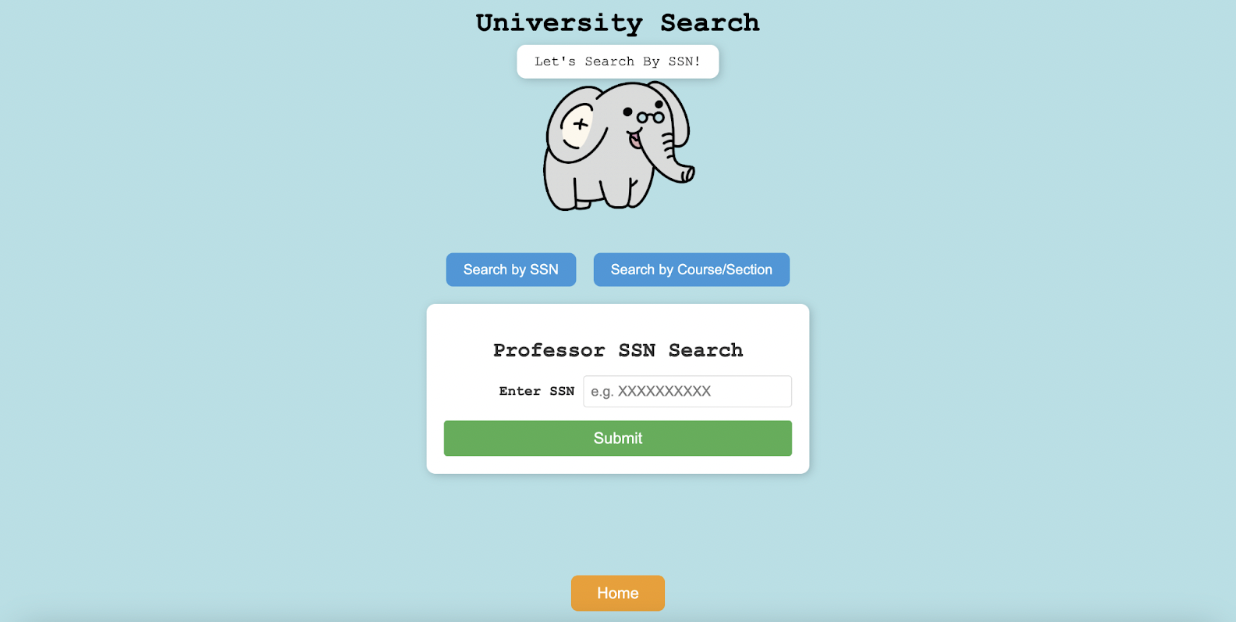 University Search
Let's Search By SSN!
Search by SSN
Search by Course/Section
Professor SSN Search
Enter SSN e.g. XXXXXXXXXX
Submit
Home